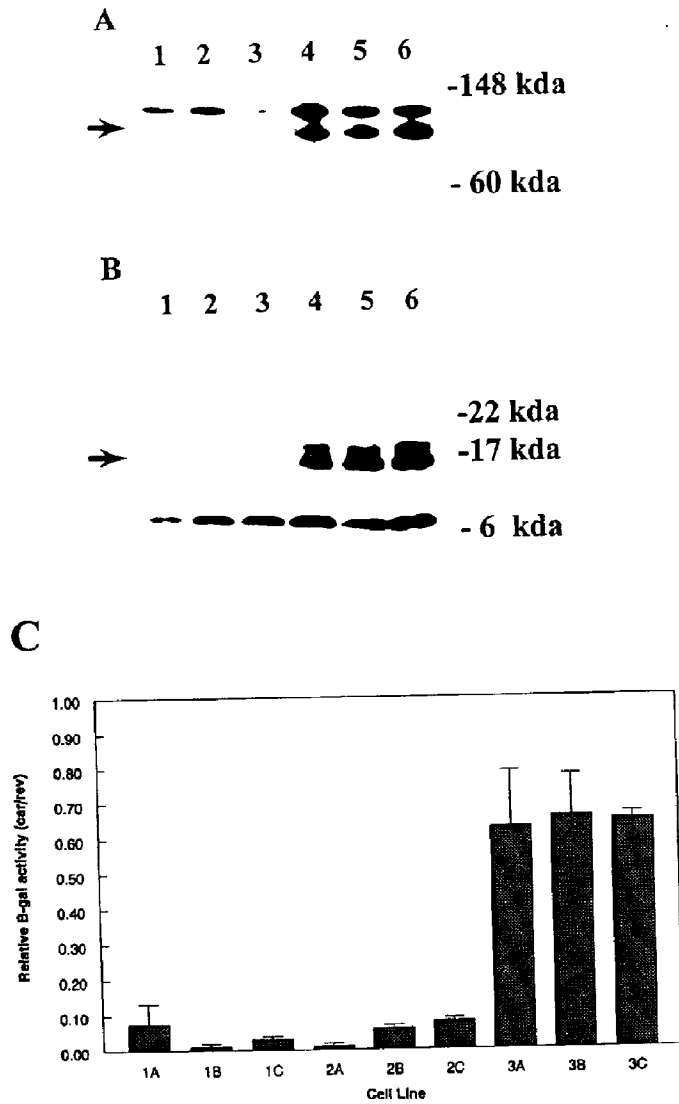 A
1 2 3 4 5 6
-148 kda
- 60 kda
B
1 2 3 4 5 6
-22 kda
-17 kda
- 6 kda
C
Relative B-gal activity (car/rev)
1.00
0.90
0.80
0.70
0.60
0.50
0.40
0.30
0.20
0.10
0.00
1A 1B 1C 2A 2B 2C 3A 3B 3C
Cell Line